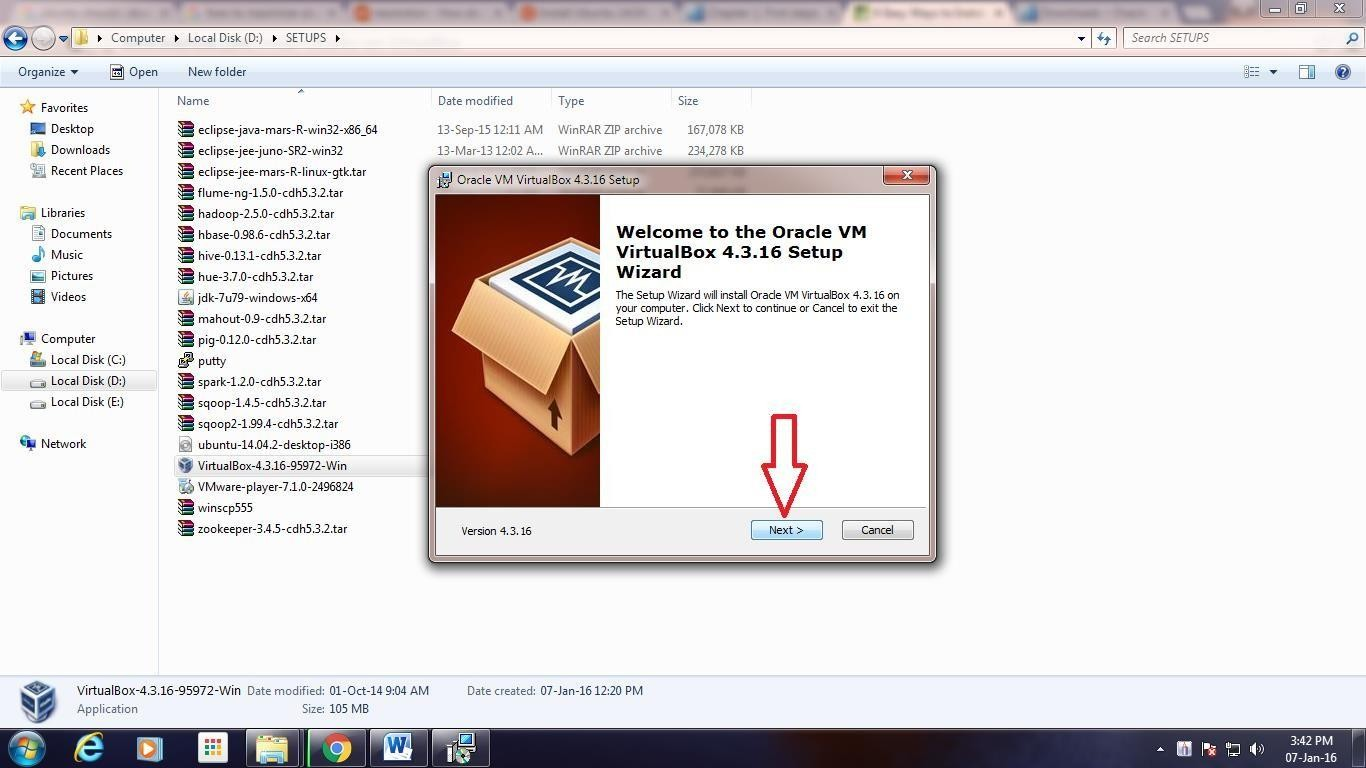 Computer Local Disk (D:) SETUPS
Search SETUPS
Organize Open New folder
Name Date modified Type Size
Favorites
Desktop
Downloads
Recent Places
Libraries
Documents
Music
Pictures
Videos
Computer
Local Disk (C:)
Local Disk (D:)
Local Disk (E:)
Network
eclipse-java-mars-R-win32-x86_64 13-Sep-15 12:11 AM WinRAR ZIP archive 167,078 KB
eclipse-jee-juno-SR2-win32 13-Mar-13 12:02 A... WinRAR ZIP archive 234,278 KB
eclipse-jee-mars-R-linux-gtk.tar
flume-ng-1.5.0-cdh5.3.2.tar
hadoop-2.5.0-cdh5.3.2.tar
hbase-0.98.6-cdh5.3.2.tar
hive-0.13.1-cdh5.3.2.tar
hue-3.7.0-cdh5.3.2.tar
jdk-7u79-windows-x64
mahout-0.9-cdh5.3.2.tar
pig-0.12.0-cdh5.3.2.tar
putty
spark-1.2.0-cdh5.3.2.tar
sqoop-1.4.5-cdh5.3.2.tar
sqoop2-1.99.4-cdh5.3.2.tar
ubuntu-14.04.2-desktop-i386
VirtualBox-4.3.16-95972-Win
VMware-player-7.1.0-2496824
winscp555
zookeeper-3.4.5-cdh5.3.2.tar
Oracle VM VirtualBox 4.3.16 Setup
Welcome to the Oracle VM
VirtualBox 4.3.16 Setup
Wizard
The Setup Wizard will install Oracle VM VirtualBox 4.3.16 on
your computer. Click Next to continue or Cancel to exit the
Setup Wizard.
Version 4.3.16
Next >
Cancel
VirtualBox-4.3.16-95972-Win Date modified: 01-Oct-14 9:04 AM Date created: 07-Jan-16 12:20 PM
Application Size: 105 MB
3:42 PM
07-Jan-16